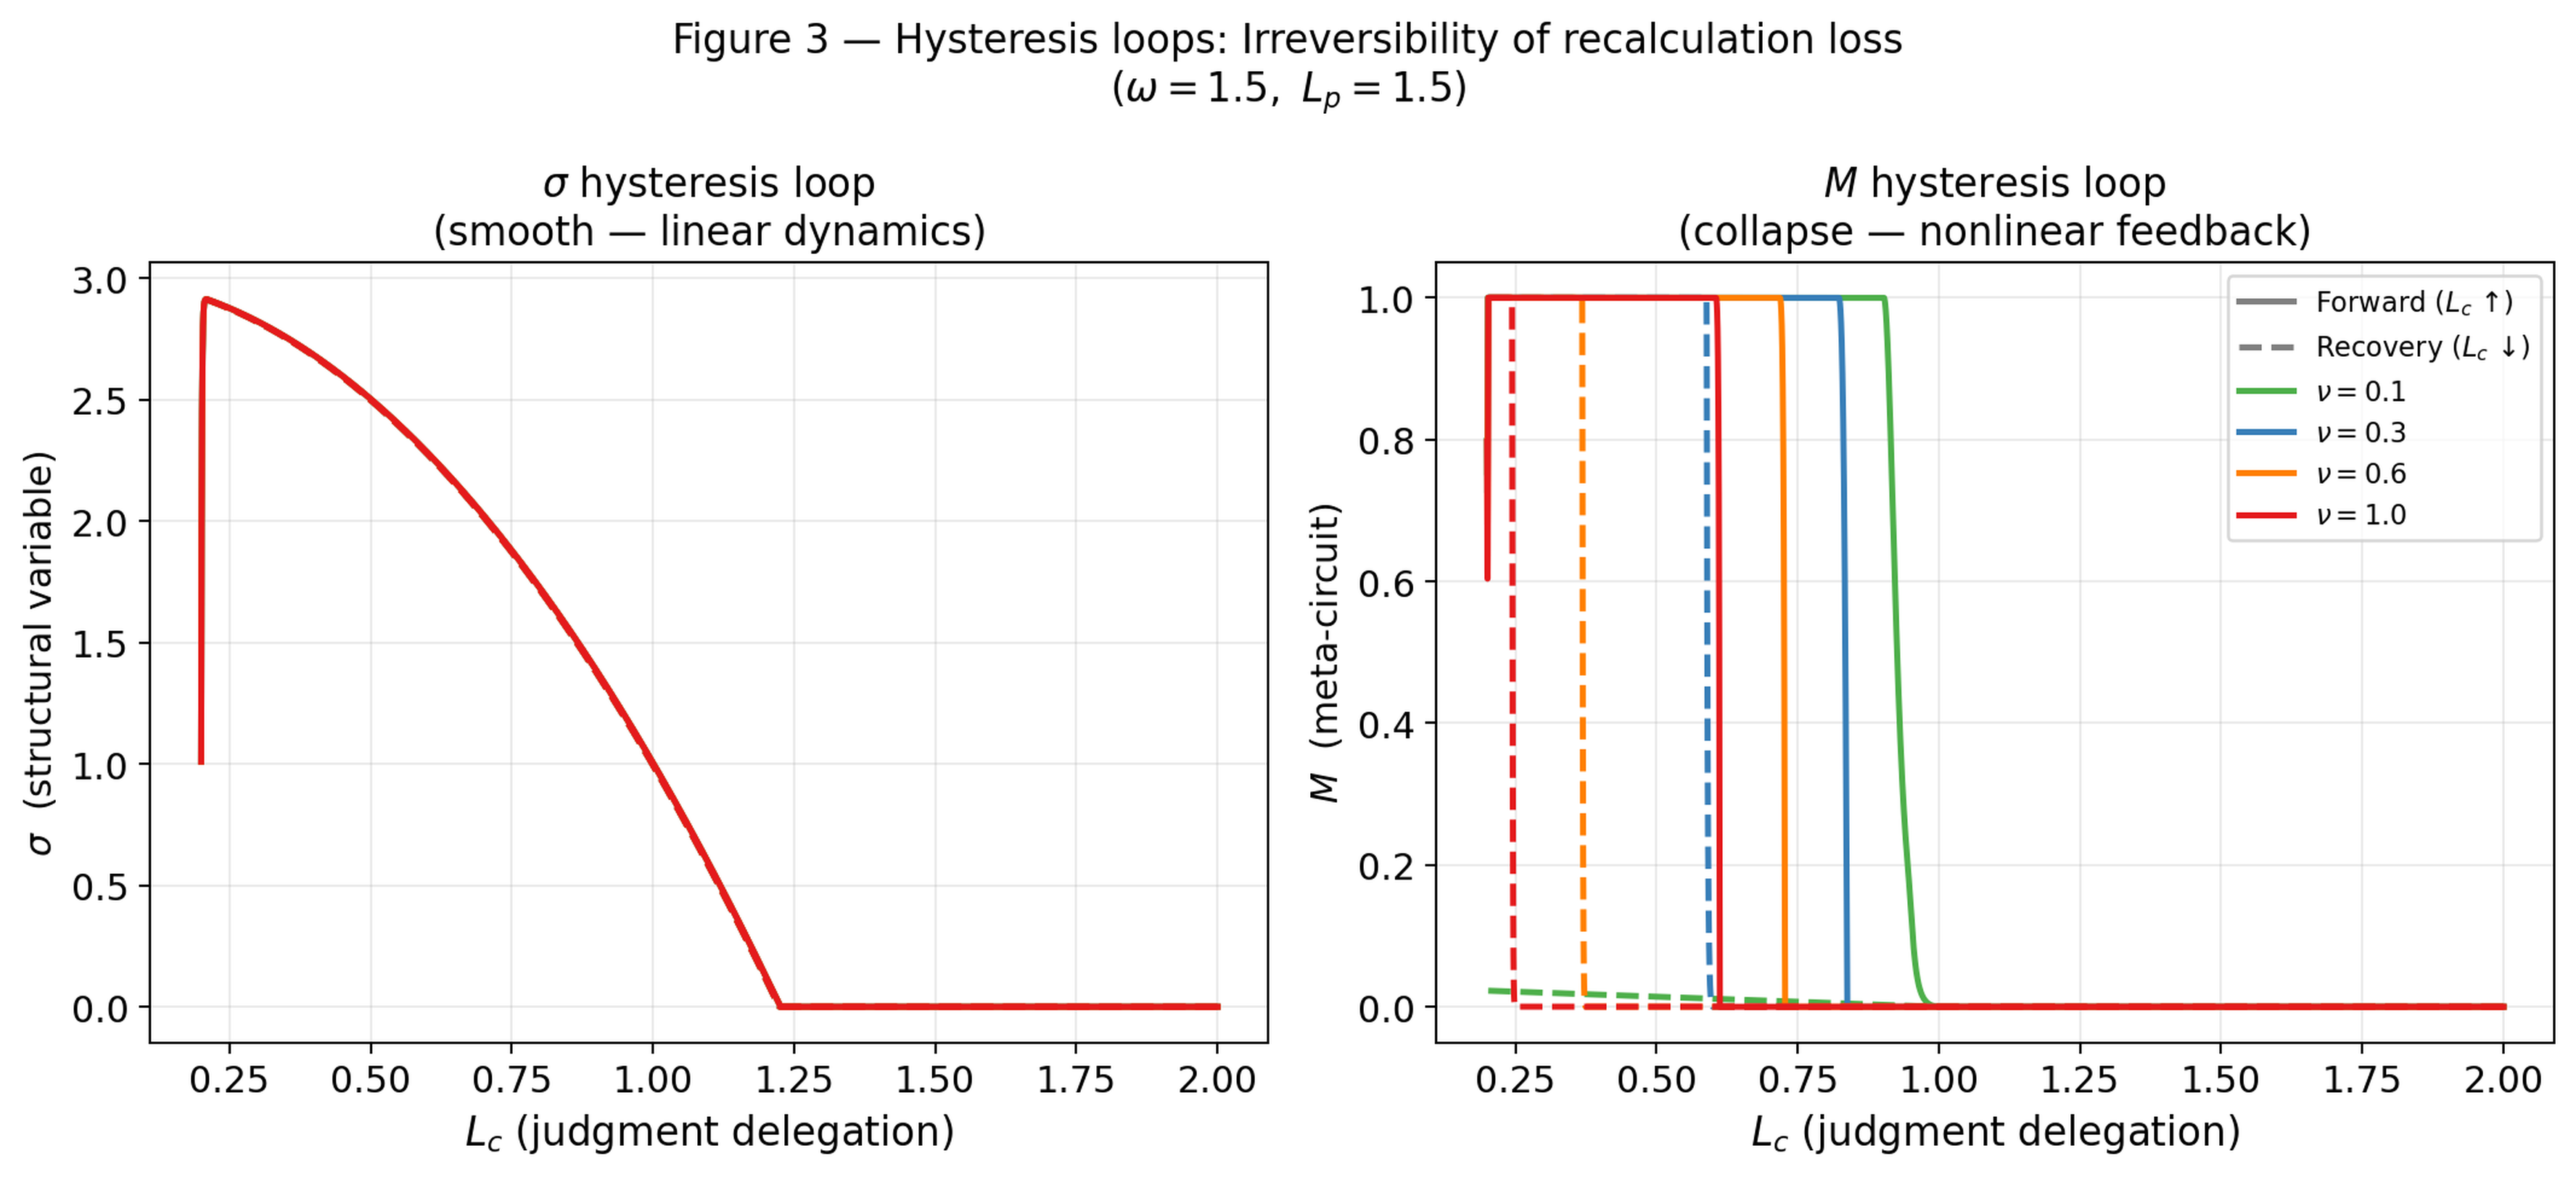 Figure 3 — Hysteresis loops: Irreversibility of recalculation loss
(ω = 1.5, Lₚ = 1.5)
σ hysteresis loop
(smooth — linear dynamics)
3.0
2.5
2.0
1.5
1.0
0.5
0.0
σ (structural variable)
0.25 0.50 0.75 1.00 1.25 1.50 1.75 2.00
L_c (judgment delegation)
M hysteresis loop
(collapse — nonlinear feedback)
1.0
0.8
0.6
0.4
0.2
0.0
M (meta-circuit)
Forward (L_c ↑)
Recovery (L_c ↓)
ν = 0.1
ν = 0.3
ν = 0.6
ν = 1.0
0.25 0.50 0.75 1.00 1.25 1.50 1.75 2.00
L_c (judgment delegation)